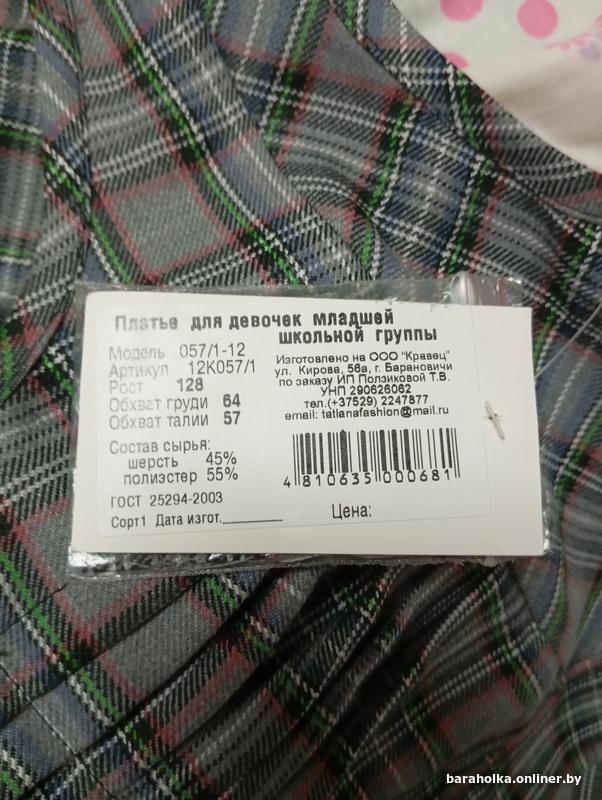 Платье для девочек младшей
школьной группы
Модель 057/1-12
Артикул 12К057/1
Рост 128
Обхват груди 64
Обхват талии 57
Состав сырья:
шерсть 45%
полиэстер 55%
ГОСТ 25294-2003
Сорт1 Дата изгот.________
Изготовлено на ООО "Кравец"
ул. Кирова, 56а, г. Барановичи
по заказу ИП Ползиковой Т.В.
УНП 290626062
тел.(+37529) 2247877
email: tatianafashion@mail.ru
4 810635 000681
Цена:
baraholka.onliner.by